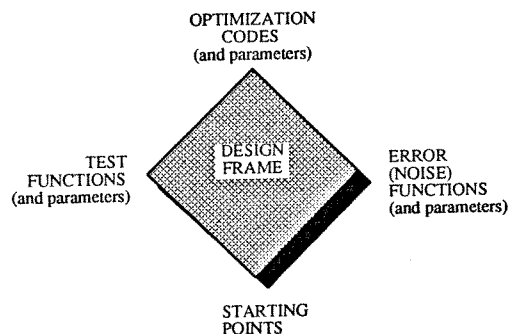 OPTIMIZATION
CODES
(and parameters)
TEST
FUNCTIONS
(and parameters)
DESIGN
FRAME
ERROR
(NOISE)
FUNCTIONS
(and parameters)
STARTING
POINTS